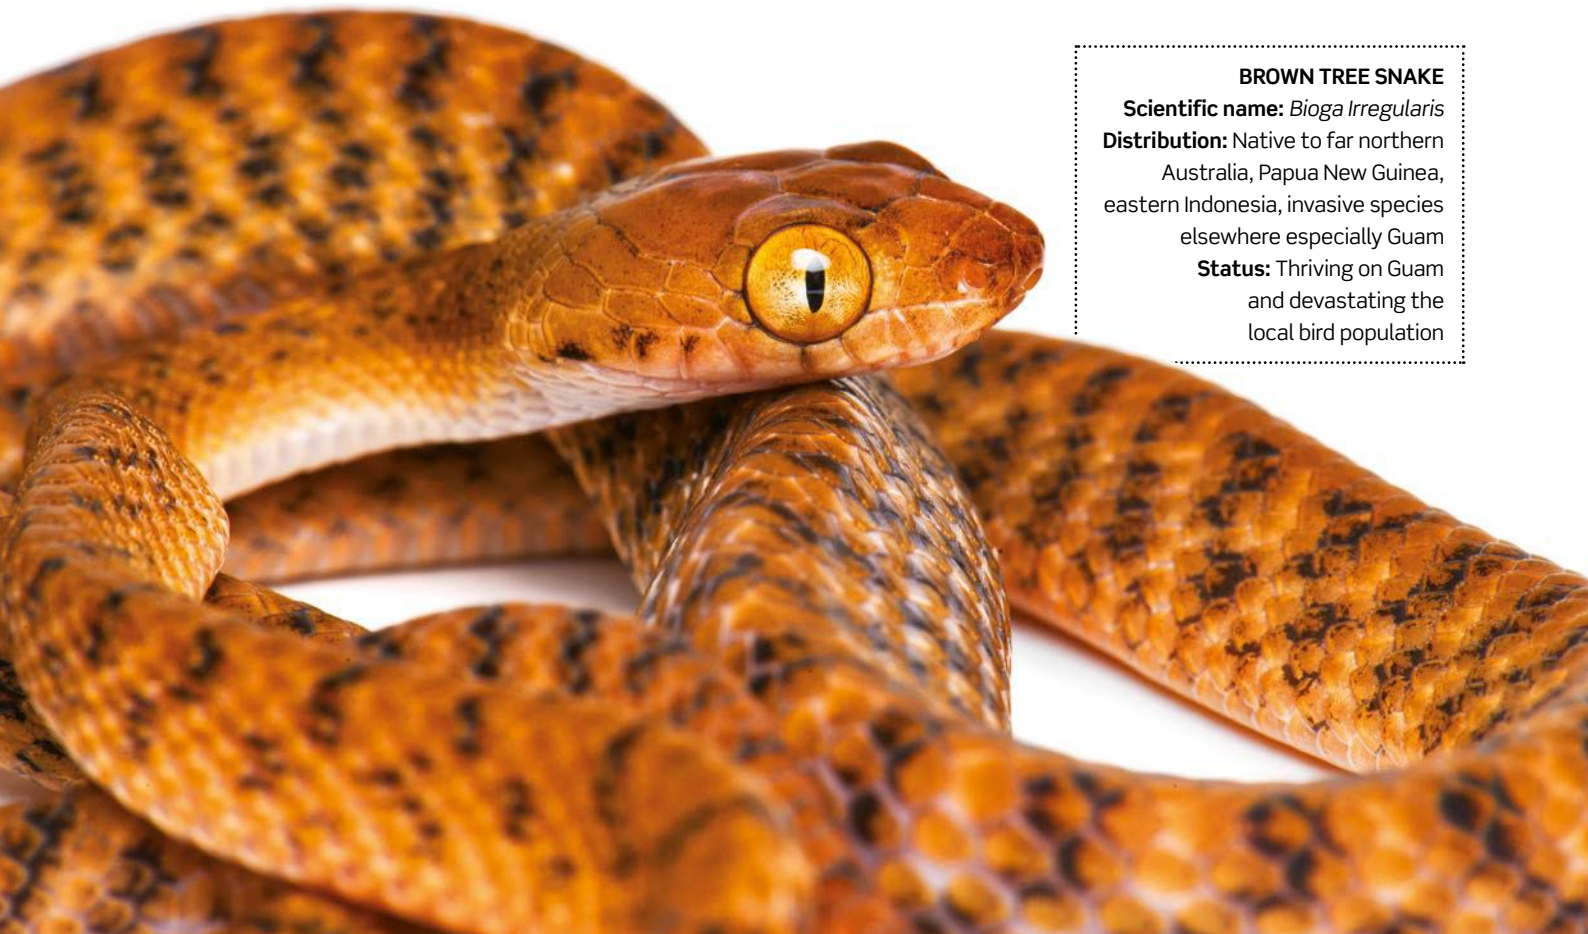 BROWN TREE SNAKE
Scientific name: Bioga Irregularis
Distribution: Native to far northern
Australia, Papua New Guinea,
eastern Indonesia, invasive species
elsewhere especially Guam
Status: Thriving on Guam
and devastating the
local bird population